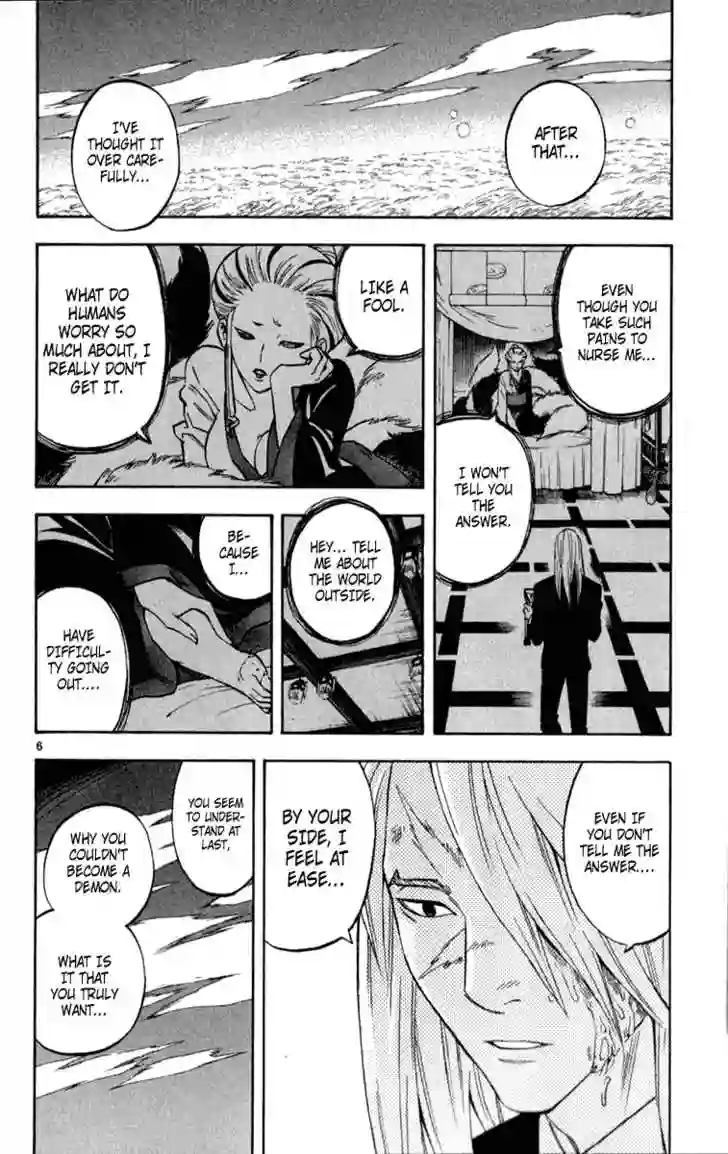 AFTER
THAT...
I'VE
THOUGHT IT
OVER CARE-
FULLY...
EVEN
THOUGH YOU
TAKE SUCH
PAINS TO
NURSE ME...
I WON'T
TELL YOU
THE
ANSWER.
LIKE A
FOOL.
WHAT DO
HUMANS
WORRY SO
MUCH ABOUT, I
REALLY DON'T
GET IT.
HEY... TELL
ME ABOUT
THE WORLD
OUTSIDE.
BE-
CAUSE
I...
HAVE
DIFFICUL-
TY GOING
OUT....
6
EVEN IF
YOU DON'T
TELL ME THE
ANSWER....
BY YOUR
SIDE, I
FEEL AT
EASE...
YOU SEEM
TO UNDER-
STAND AT
LAST,
WHY YOU
COULDN'T
BECOME A
DEMON.
WHAT IS
IT THAT
YOU TRULY
WANT...